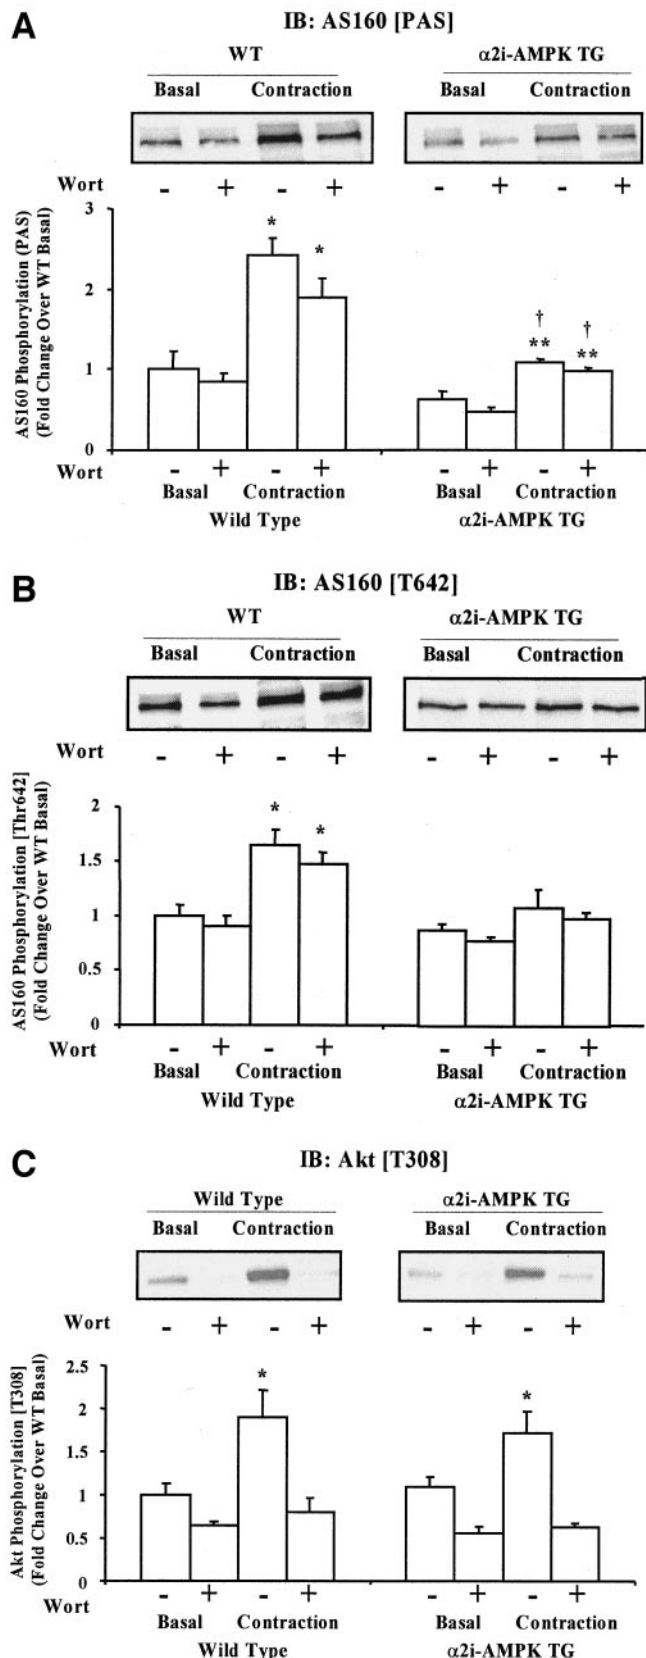 A
IB: AS160 [PAS]
WT α2i-AMPK TG
Basal Contraction Basal Contraction
Wort - + - + - + - +
AS160 Phosphorylation (PAS)
(Fold Change Over WT Basal)
3
2
1
0
* * † ** † **
Wort - + - + - + - +
Basal Contraction Basal Contraction
Wild Type α2i-AMPK TG
B
IB: AS160 [T642]
WT α2i-AMPK TG
Basal Contraction Basal Contraction
Wort - + - + - + - +
AS160 Phosphorylation [Thr642]
(Fold Change Over WT Basal)
2
1.5
1
0.5
0
* *
Wort - + - + - + - +
Basal Contraction Basal Contraction
Wild Type α2i-AMPK TG
C
IB: Akt [T308]
Wild Type α2i-AMPK TG
Basal Contraction Basal Contraction
Wort - + - + - + - +
Akt Phosphorylation [T308]
(Fold Change Over WT Basal)
2.5
2
1.5
1
0.5
0
* *
Wort - + - + - + - +
Basal Contraction Basal Contraction
Wild Type α2i-AMPK TG